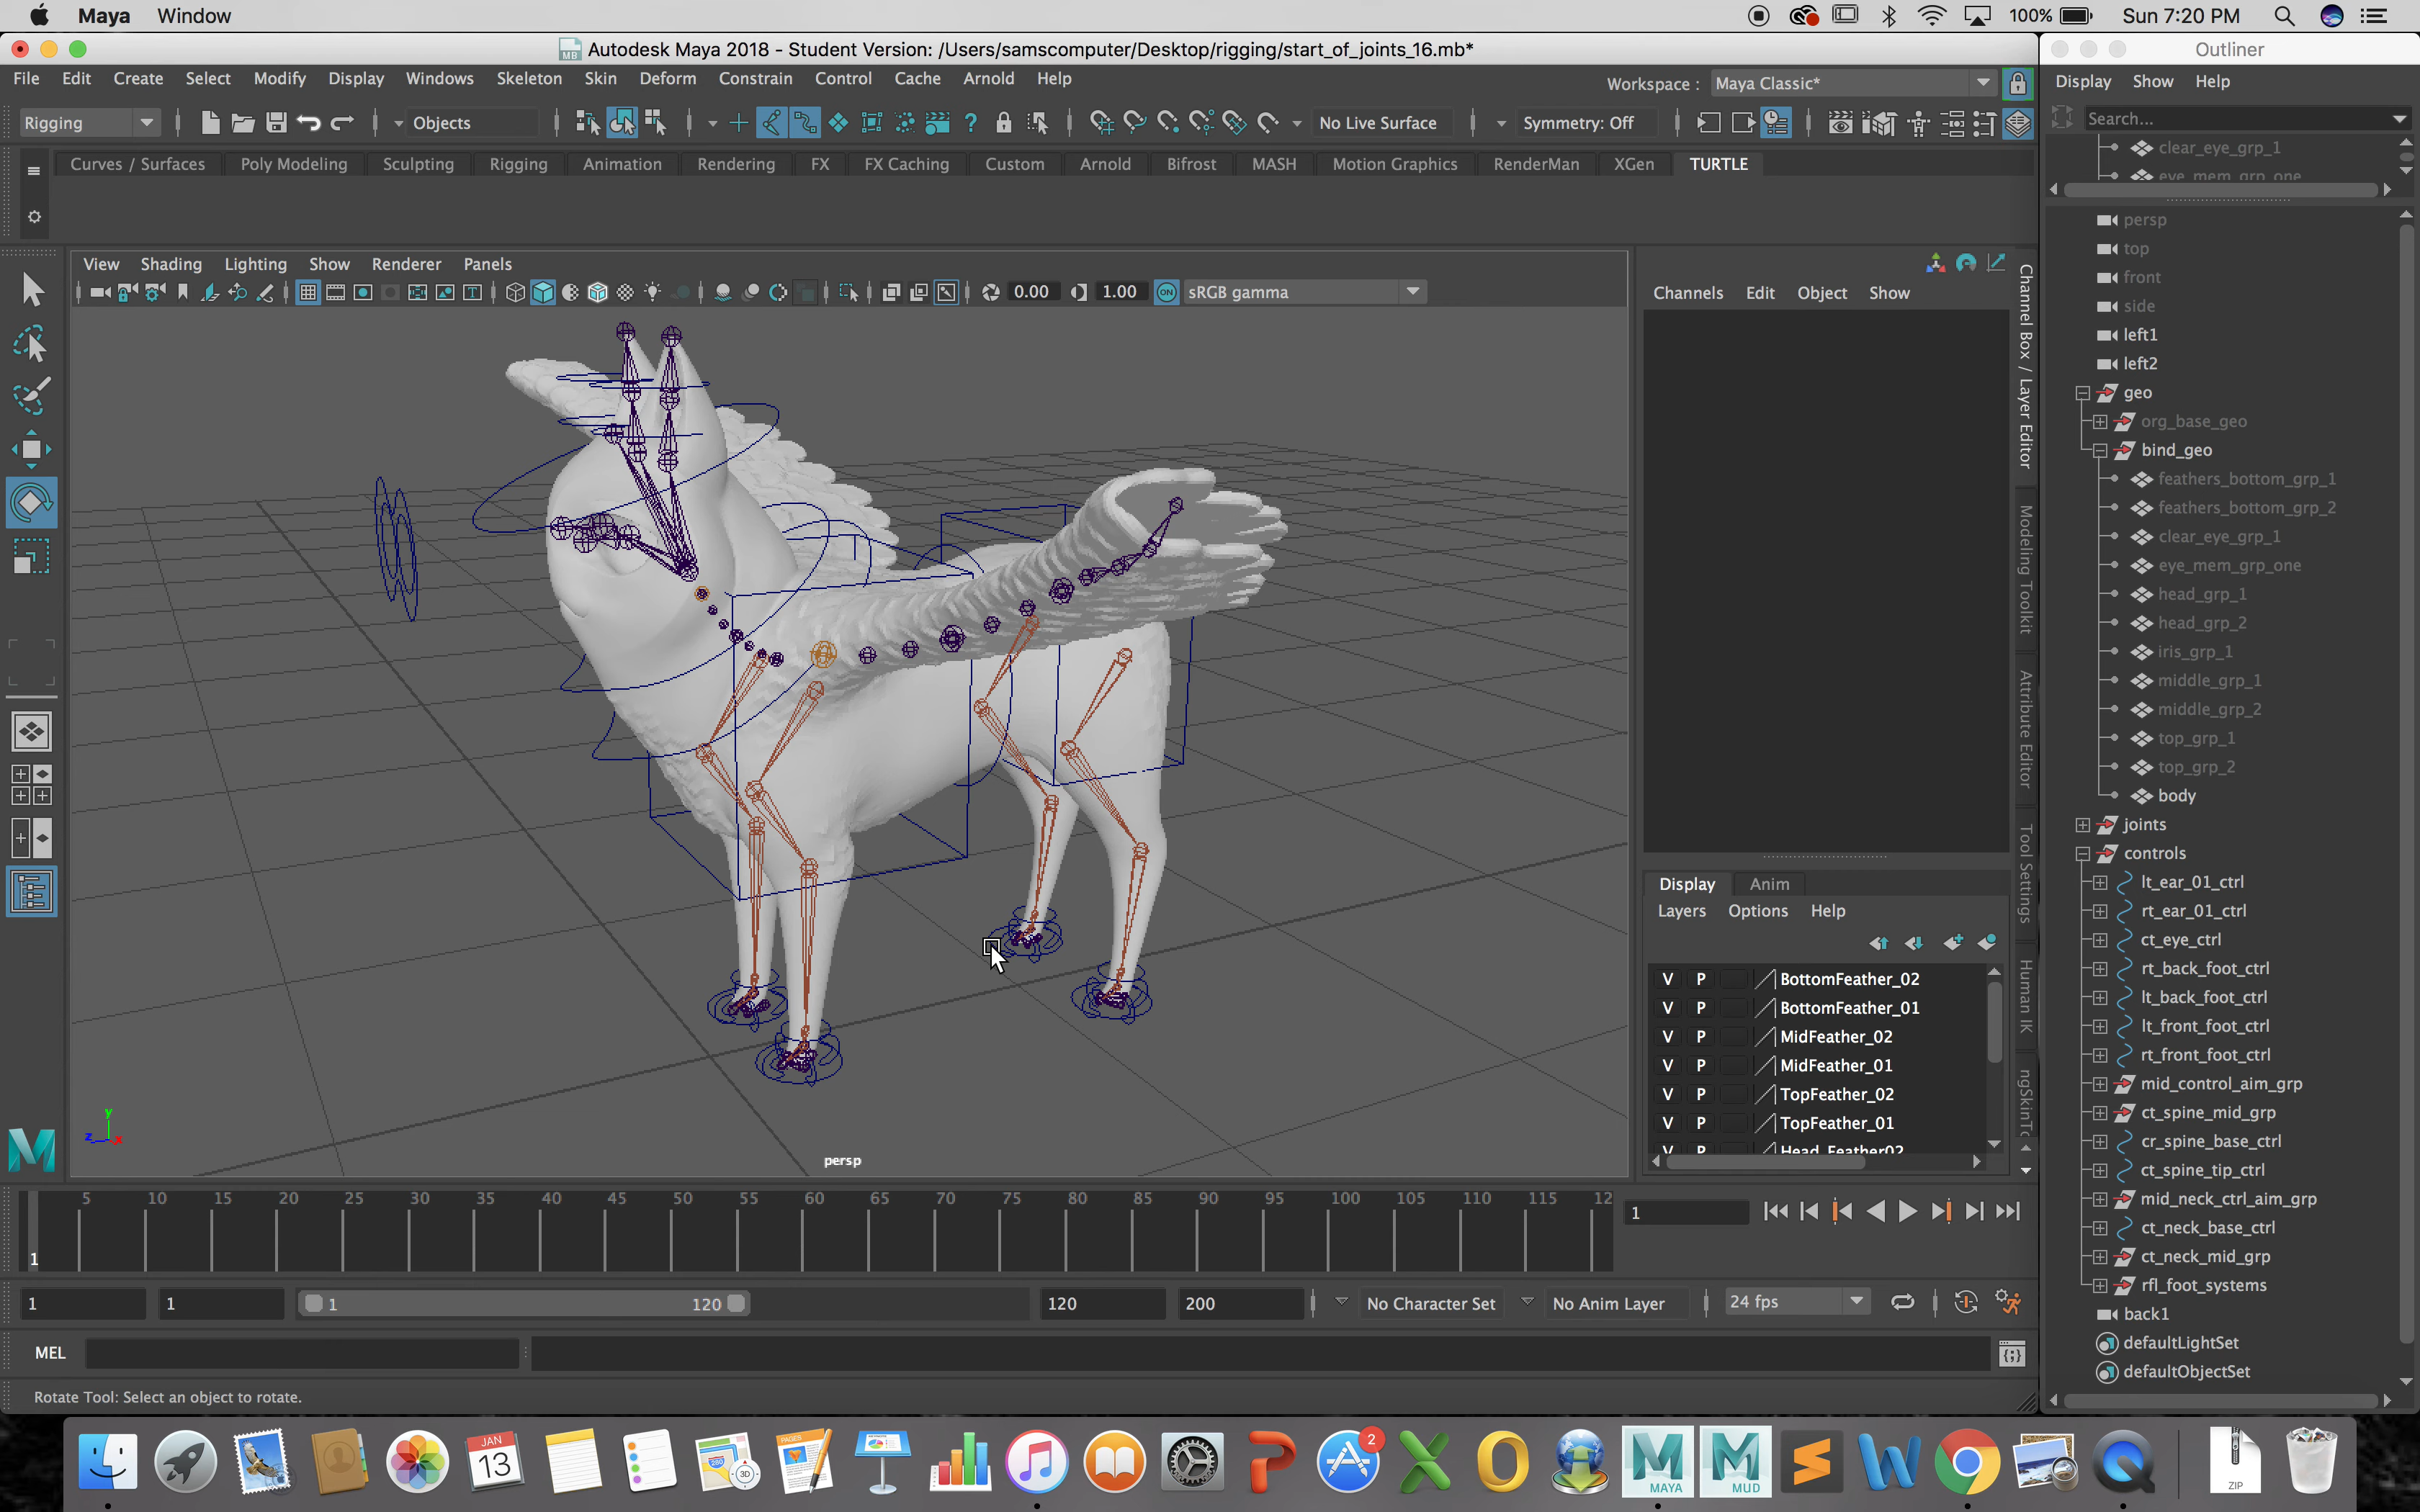 Maya Window 100% Sun 7:20 PM
Autodesk Maya 2018 - Student Version: /Users/samscomputer/Desktop/rigging/start_of_joints_16.mb*
File Edit Create Select Modify Display Windows Skeleton Skin Deform Constrain Control Cache Arnold Help
Workspace : Maya Classic*
Rigging Objects No Live Surface Symmetry: Off
Curves / Surfaces Poly Modeling Sculpting Rigging Animation Rendering FX FX Caching Custom Arnold Bifrost MASH Motion Graphics RenderMan XGen TURTLE
View Shading Lighting Show Renderer Panels
0.00 1.00 ON sRGB gamma
y
z x
persp
Channels Edit Object Show
Channel Box / Layer Editor
Modeling Toolkit
Attribute Editor
Tool Settings
Human IK
Display Anim
Layers Options Help
V P BottomFeather_02
V P BottomFeather_01
V P MidFeather_02
V P MidFeather_01
V P TopFeather_02
V P TopFeather_01
V P Head_Feather02
Outliner
Display Show Help
Search...
clear_eye_grp_1
eye_mem_grp_one
persp
top
front
side
left1
left2
geo
org_base_geo
bind_geo
feathers_bottom_grp_1
feathers_bottom_grp_2
clear_eye_grp_1
eye_mem_grp_one
head_grp_1
head_grp_2
iris_grp_1
middle_grp_1
middle_grp_2
top_grp_1
top_grp_2
body
joints
controls
lt_ear_01_ctrl
rt_ear_01_ctrl
ct_eye_ctrl
rt_back_foot_ctrl
lt_back_foot_ctrl
lt_front_foot_ctrl
rt_front_foot_ctrl
mid_control_aim_grp
ct_spine_mid_grp
cr_spine_base_ctrl
ct_spine_tip_ctrl
mid_neck_ctrl_aim_grp
ct_neck_base_ctrl
ct_neck_mid_grp
rfl_foot_systems
back1
defaultLightSet
defaultObjectSet
5 10 15 20 25 30 35 40 45 50 55 60 65 70 75 80 85 90 95 100 105 110 115 12
1
1
1 1 1 120 120 200 No Character Set No Anim Layer 24 fps
MEL
Rotate Tool: Select an object to rotate.
JAN
13
PAGES
280
3D
2
MAYA
MUD
ZIP